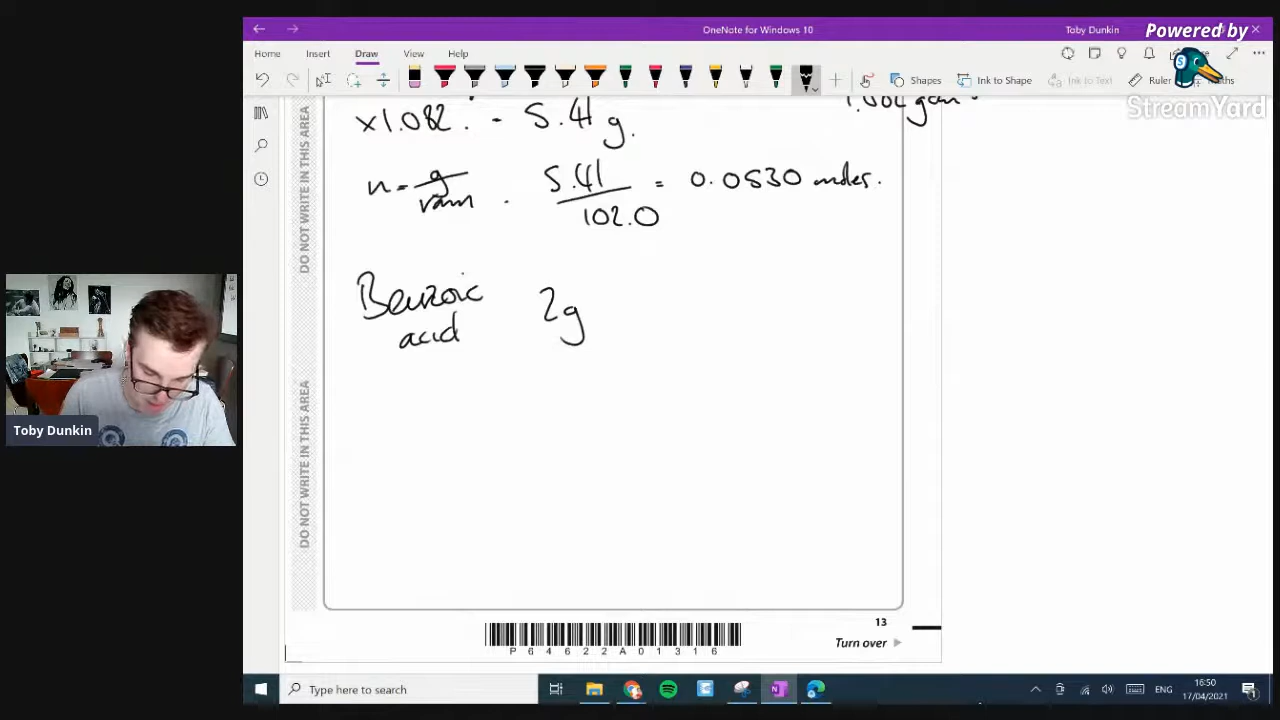 OneNote for Windows 10
Toby Dunkin
Powered by
StreamYard
Home Insert Draw View Help
Shapes Ink to Shape Ink to Text Ruler Maths
×1.082. = 5.41 g.
n = g/ram . 5.41/102.0 = 0.0530 moles.
Benzoic 2g
acid
DO NOT WRITE IN THIS AREA
DO NOT WRITE IN THIS AREA
Toby Dunkin
13
P 6 4 6 2 2 A 0 1 3 1 6
Turn over
Type here to search
ENG
16:50
17/04/2021